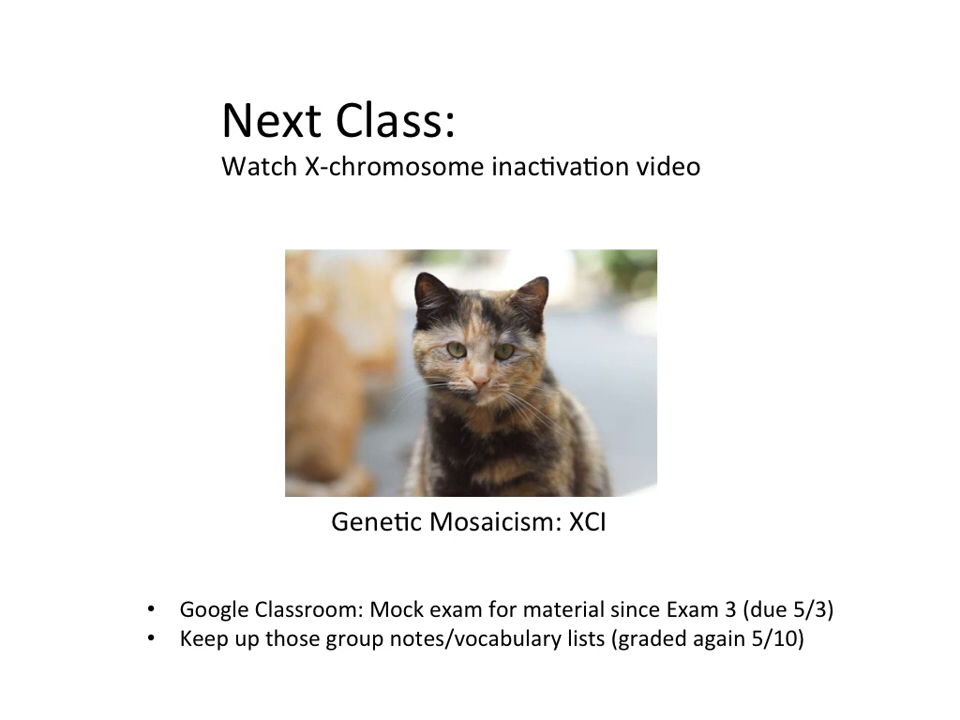 Next Class:
Watch X-chromosome inactivation video
Genetic Mosaicism: XCI
• Google Classroom: Mock exam for material since Exam 3 (due 5/3)
• Keep up those group notes/vocabulary lists (graded again 5/10)